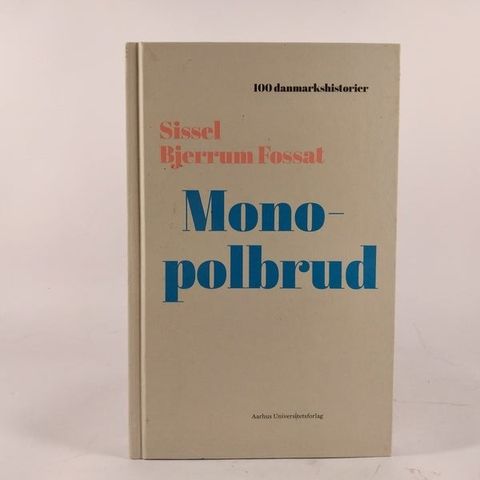 100 danmarkshistorier
Sissel
Bjerrum Fossat
Mono-
polbrud
Aarhus Universitetsforlag